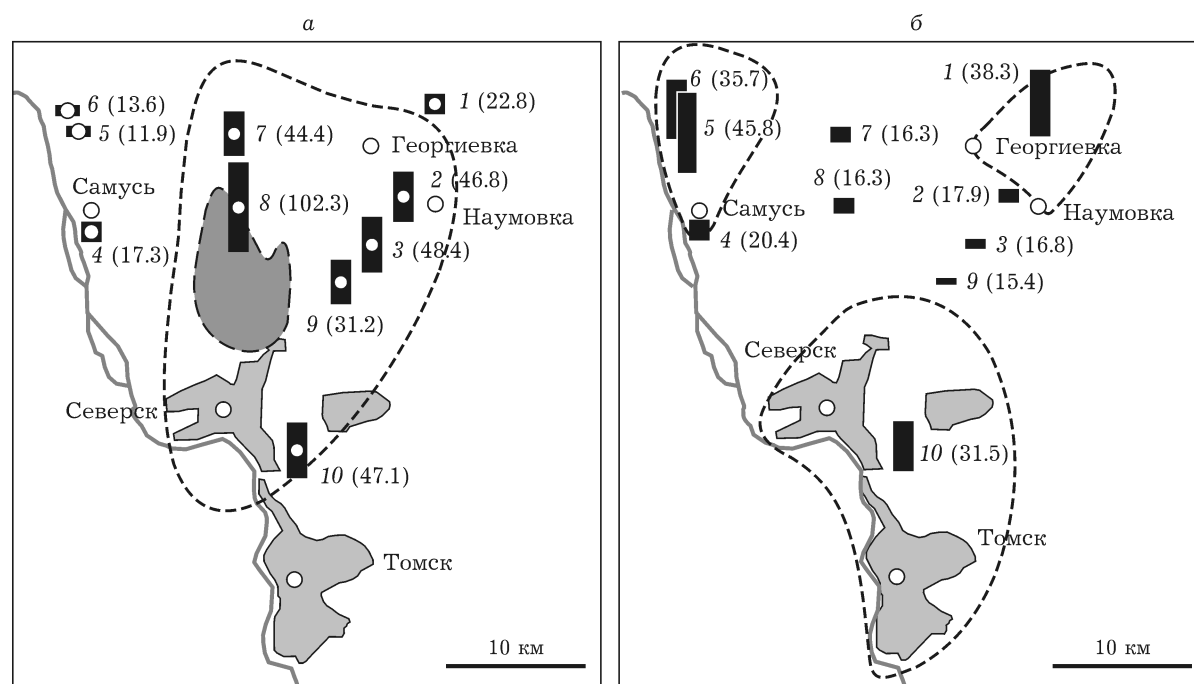 а
6 (13.6)
1 (22.8)
5 (11.9)
7 (44.4)
Георгиевка
Самусь
2 (46.8)
8 (102.3)
Наумовка
4 (17.3)
3 (48.4)
9 (31.2)
Северск
10 (47.1)
Томск
10 км
б
6 (35.7)
1 (38.3)
5 (45.8)
7 (16.3)
Георгиевка
8 (16.3)
2 (17.9)
Самусь
Наумовка
4 (20.4)
3 (16.8)
9 (15.4)
Северск
10 (31.5)
Томск
10 км